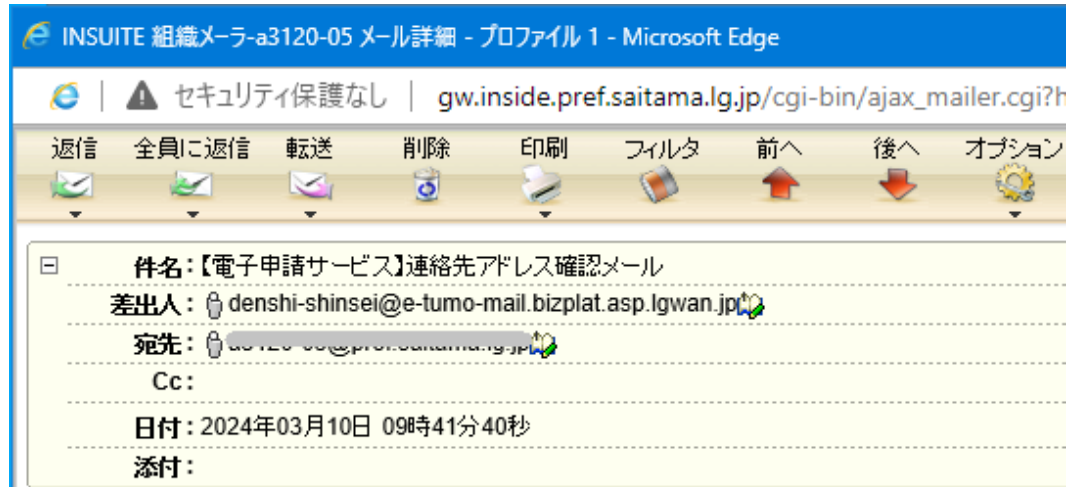 INSUITE 組織メーラ-a3120-05 メール詳細 - プロファイル 1 - Microsoft Edge
セキュリティ保護なし | gw.inside.pref.saitama.lg.jp/cgi-bin/ajax_mailer.cgi?h
返信 全員に返信 転送 削除 印刷 フィルタ 前へ 後へ オプション
件名：【電子申請サービス】連絡先アドレス確認メール
差出人： denshi-shinsei@e-tumo-mail.bizplat.asp.lgwan.jp
宛先：
Cc：
日付：2024年03月10日 09時41分40秒
添付：